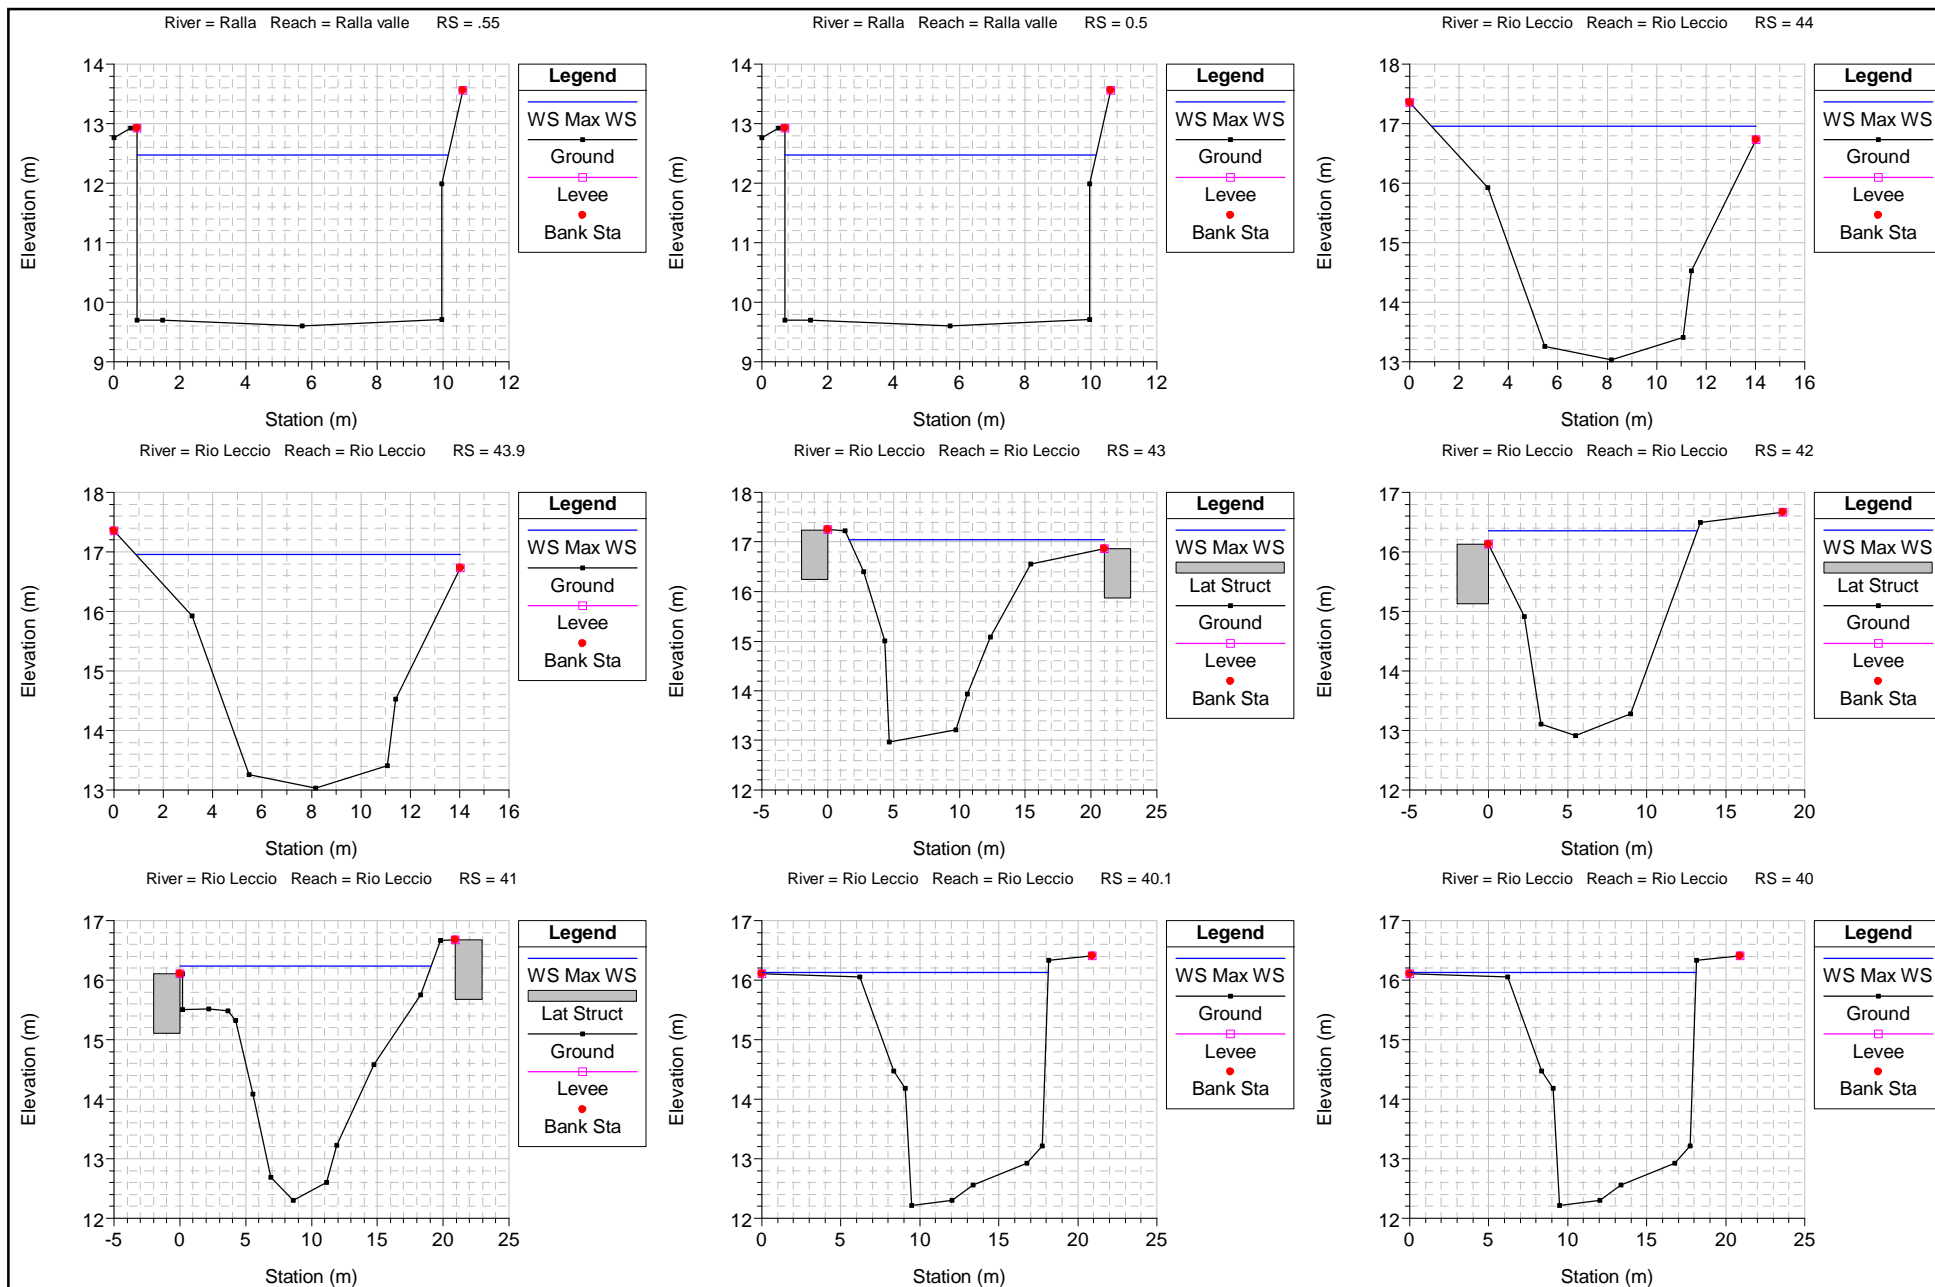 River = Ralla   Reach = Ralla valle   RS = .55
14
13
12
11
10
9
0 2 4 6 8 10 12
Elevation (m)
Station (m)
Legend
WS Max WS
Ground
Levee
Bank Sta
River = Ralla   Reach = Ralla valle   RS = 0.5
14
13
12
11
10
9
0 2 4 6 8 10 12
Elevation (m)
Station (m)
Legend
WS Max WS
Ground
Levee
Bank Sta
River = Rio Leccio   Reach = Rio Leccio   RS = 44
18
17
16
15
14
13
0 2 4 6 8 10 12 14 16
Elevation (m)
Station (m)
Legend
WS Max WS
Ground
Levee
Bank Sta
River = Rio Leccio   Reach = Rio Leccio   RS = 43.9
18
17
16
15
14
13
0 2 4 6 8 10 12 14 16
Elevation (m)
Station (m)
Legend
WS Max WS
Ground
Levee
Bank Sta
River = Rio Leccio   Reach = Rio Leccio   RS = 43
18
17
16
15
14
13
12
-5 0 5 10 15 20 25
Elevation (m)
Station (m)
Legend
WS Max WS
Lat Struct
Ground
Levee
Bank Sta
River = Rio Leccio   Reach = Rio Leccio   RS = 42
17
16
15
14
13
12
-5 0 5 10 15 20
Elevation (m)
Station (m)
Legend
WS Max WS
Lat Struct
Ground
Levee
Bank Sta
River = Rio Leccio   Reach = Rio Leccio   RS = 41
17
16
15
14
13
12
-5 0 5 10 15 20 25
Elevation (m)
Station (m)
Legend
WS Max WS
Lat Struct
Ground
Levee
Bank Sta
River = Rio Leccio   Reach = Rio Leccio   RS = 40.1
17
16
15
14
13
12
0 5 10 15 20 25
Elevation (m)
Station (m)
Legend
WS Max WS
Ground
Levee
Bank Sta
River = Rio Leccio   Reach = Rio Leccio   RS = 40
17
16
15
14
13
12
0 5 10 15 20 25
Elevation (m)
Station (m)
Legend
WS Max WS
Ground
Levee
Bank Sta